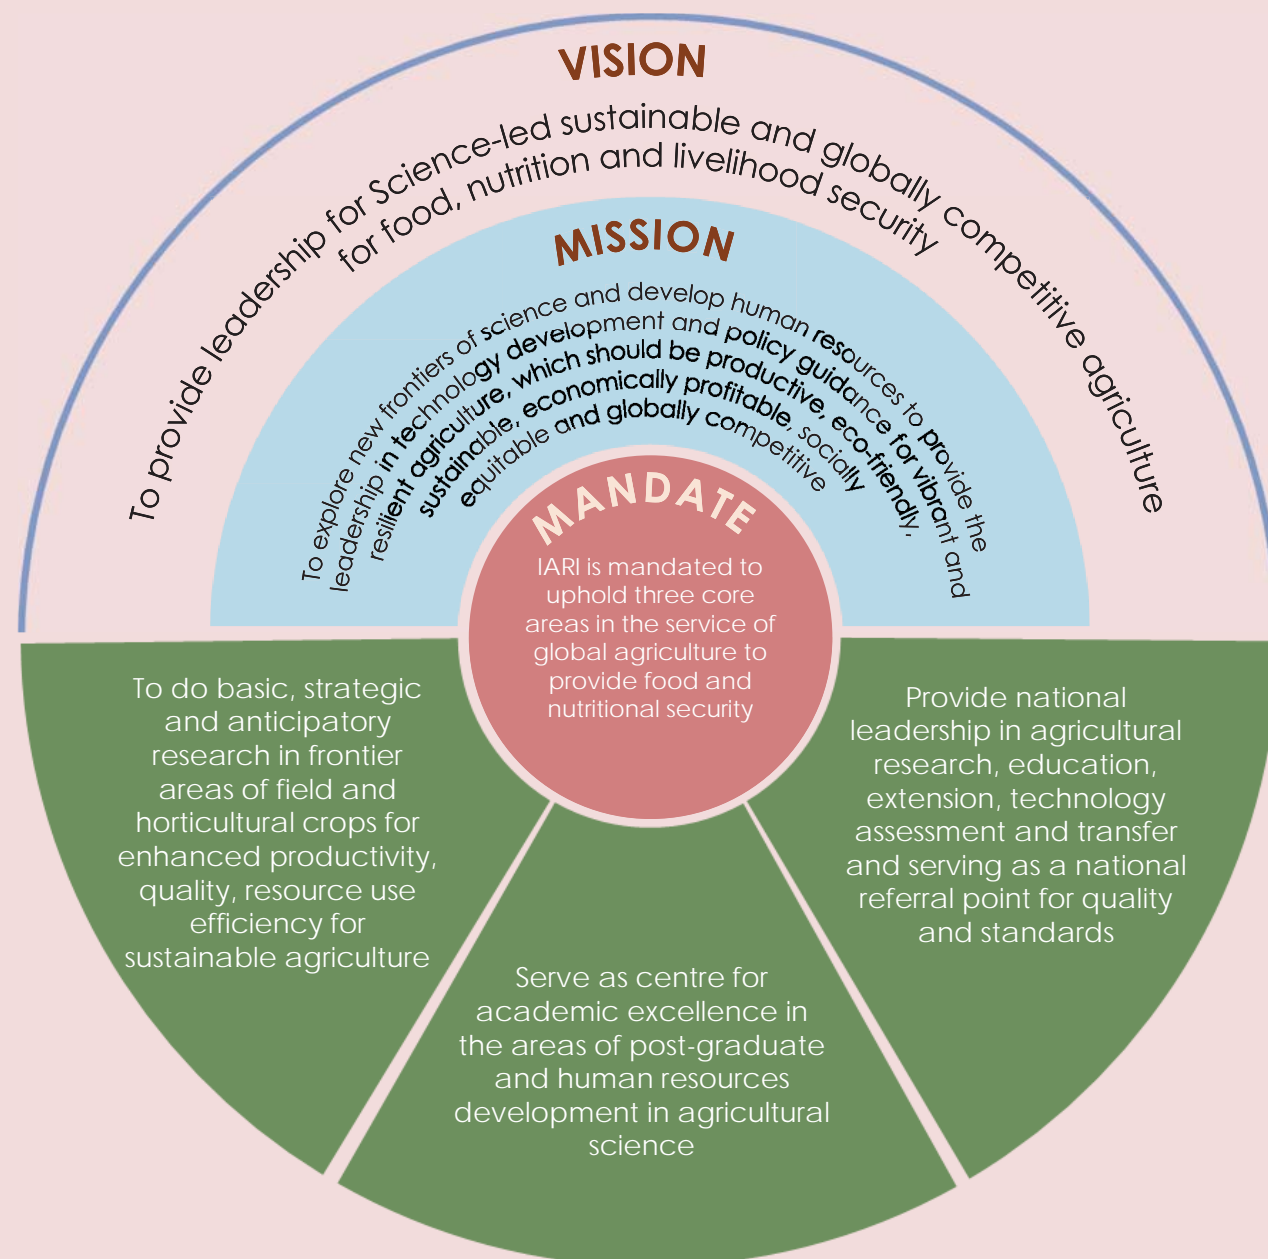 VISION
To provide leadership for Science-led sustainable and globally competitive agriculture
for food, nutrition and livelihood security
MISSION
To explore new frontiers of science and develop human resources to provide the
leadership in technology development and policy guidance for vibrant and
resilient agriculture, which should be productive, eco-friendly,
sustainable, economically profitable, socially
equitable and globally competitive
MANDATE
IARI is mandated to
uphold three core
areas in the service of
global agriculture to
provide food and
nutritional security
To do basic, strategic
and anticipatory
research in frontier
areas of field and
horticultural crops for
enhanced productivity,
quality, resource use
efficiency for
sustainable agriculture
Serve as centre for
academic excellence in
the areas of post-graduate
and human resources
development in agricultural
science
Provide national
leadership in agricultural
research, education,
extension, technology
assessment and transfer
and serving as a national
referral point for quality
and standards